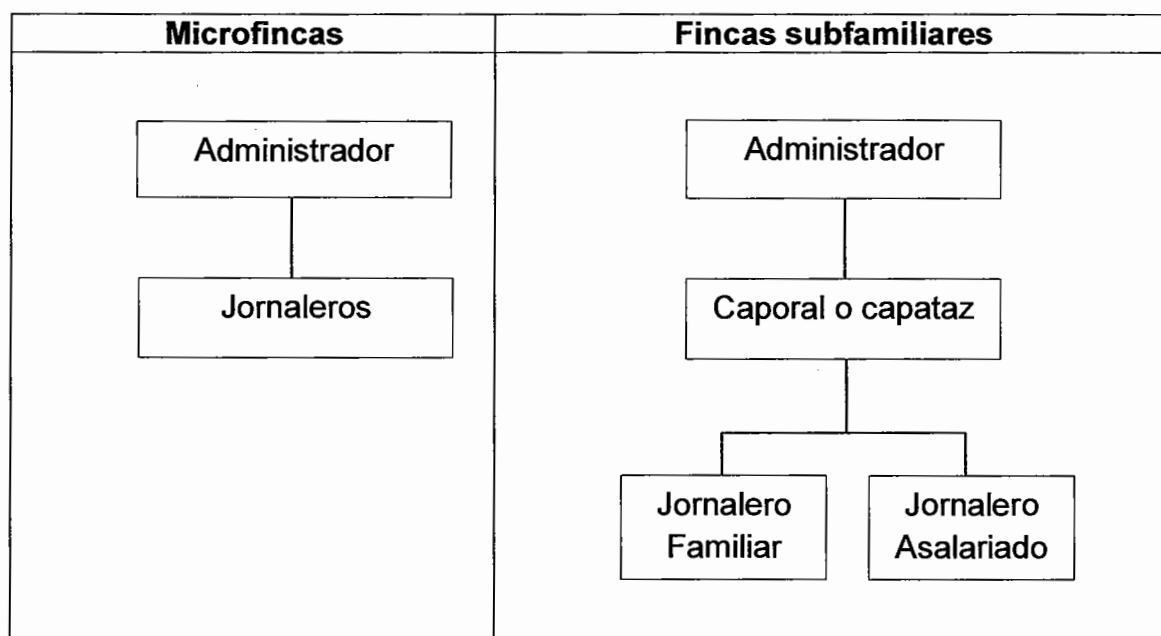 Microfincas
Fincas subfamiliares
Administrador
Jornaleros
Administrador
Caporal o capataz
Jornalero
Familiar
Jornalero
Asalariado